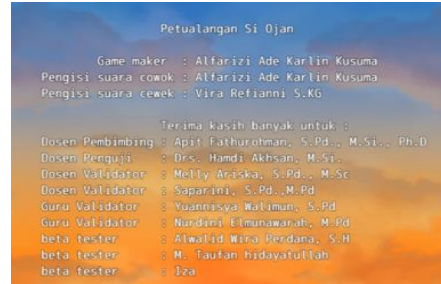 Petualangan Si Ojan
Game maker : Alfarizi Ade Karlin Kusuma
Pengisi suara cowok : Alfarizi Ade Karlin Kusuma
Pengisi suara cewek : Vira Refianni S.KG
Terima kasih banyak untuk :
Dosen Pembimbing : Apit Fathurohman, S.Pd., M.Si., Ph.D
Dosen Penguji : Drs. Hamdi Akhsan, M.Si.
Dosen Validator : Melly Ariska, S.Pd., M.Sc
Dosen Validator : Saparini, S.Pd.,M.Pd
Guru Validator : Yuannisya Walimun, S.Pd
Guru Validator : Nurdini Elmunawarah, M.Pd
beta tester : Alwalid Wira Perdana, S.H
beta tester : M. Taufan hidayatullah
beta tester : Iza